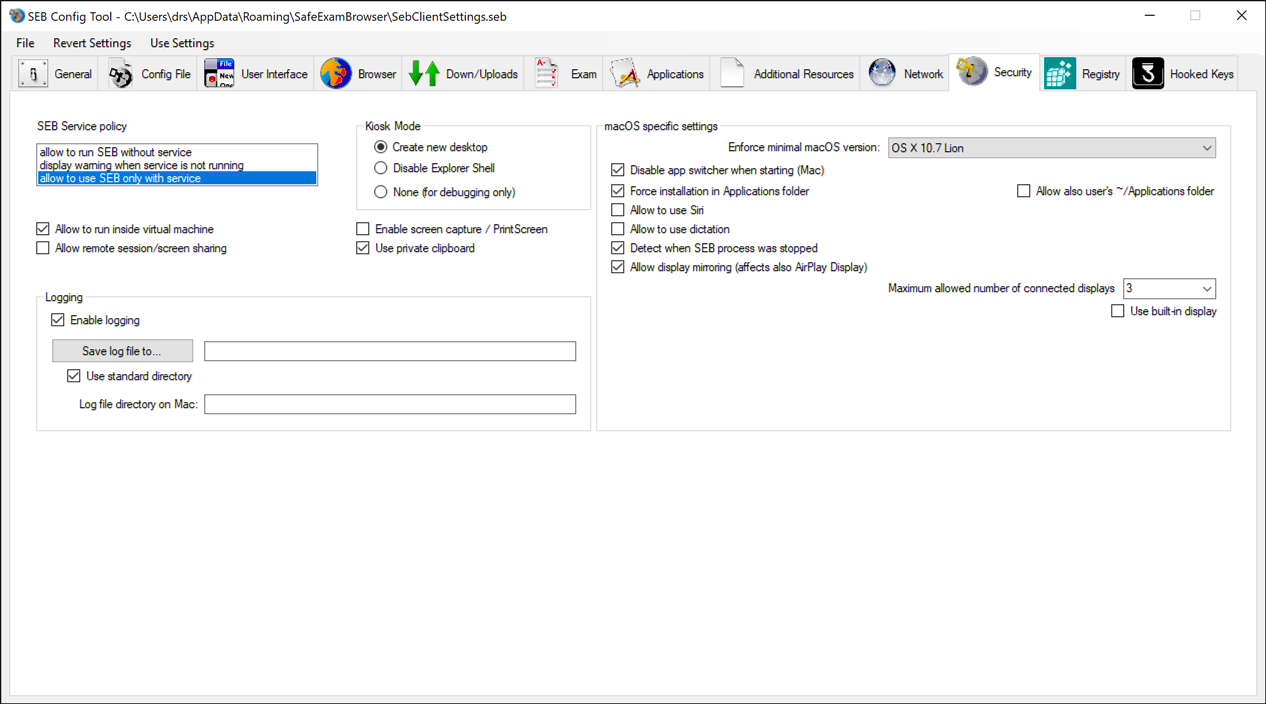 SEB Config Tool - C:\Users\drs\AppData\Roaming\SafeExamBrowser\SebClientSettings.seb
File Revert Settings Use Settings
General Config File File New User Interface Browser Down/Uploads A- Exam Applications Additional Resources Network Security Registry Hooked Keys
SEB Service policy
allow to run SEB without service
display warning when service is not running
allow to use SEB only with service
Allow to run inside virtual machine
Allow remote session/screen sharing
Kiosk Mode
Create new desktop
Disable Explorer Shell
None (for debugging only)
Enable screen capture / PrintScreen
Use private clipboard
Logging
Enable logging
Save log file to...
Use standard directory
Log file directory on Mac:
macOS specific settings
Enforce minimal macOS version: OS X 10.7 Lion
Disable app switcher when starting (Mac)
Force installation in Applications folder Allow also user's ~/Applications folder
Allow to use Siri
Allow to use dictation
Detect when SEB process was stopped
Allow display mirroring (affects also AirPlay Display)
Maximum allowed number of connected displays 3
Use built-in display